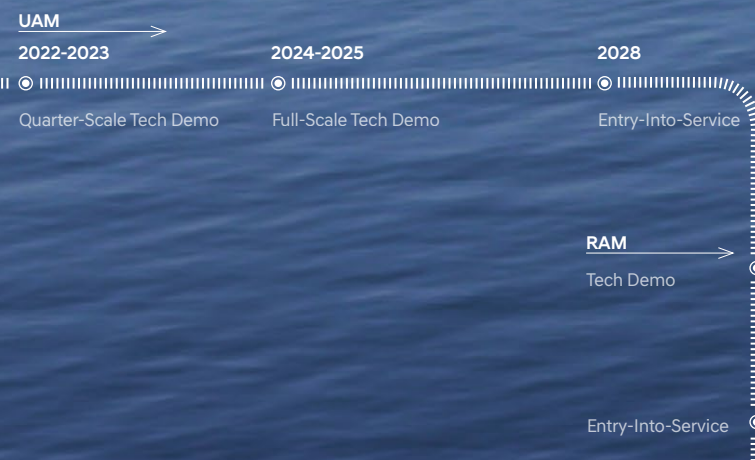 UAM
2022-2023 2024-2025 2028
Quarter-Scale Tech Demo Full-Scale Tech Demo Entry-Into-Service
RAM
Tech Demo
Entry-Into-Service